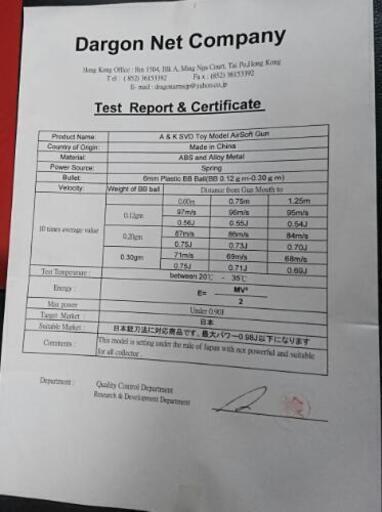 Dargon Net Company
Hong Kong Office : Rm 1504, Blk A, Ming Nga Court, Tai Po,Hong Kong
Tel : (852) 36153392 Fax : (852) 36153392
E- mail : dragonarmsjp@yahoo.co.jp
Test Report & Certificate
Product Name: A & K SVD Toy Model AirSoft Gun
Country of Origin: Made in China
Material: ABS and Alloy Metal
Power Source: Spring
Bullet: 6mm Plastic BB Ball(BB 0.12 g m-0.30 g m)
Velocity: Weight of BB ball Distance from Gun Mouth to
0.00m 0.75m 1.25m
10 times average value 0.12gm 97m/s 96m/s 95m/s
0.56J 0.55J 0.54J
0.20gm 87m/s 86m/s 84m/s
0.75J 0.73J 0.70J
0.30gm 71m/s 69m/s 68m/s
0.75J 0.71J 0.69J
Test Temperature : between 20℃ - 35℃
Energy : E= MV²
2
Max power Under 0.90J
Target Market : 日本
Suitable Market : 日本銃刀法に対応商品です、最大パワー0.98J以下になります
Comments : This model is setting under the rule of Japan with not powerful and suitable
for all collector .
Department : Quality Control Department
Research & Development Department